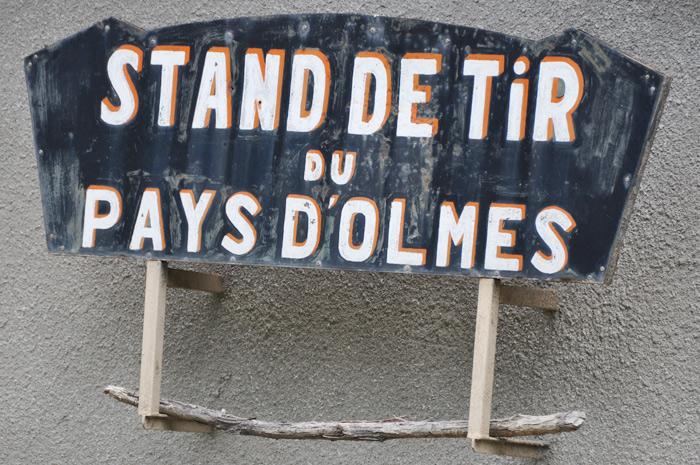 STAND DE TiR
DU
PAYS D'OLMES